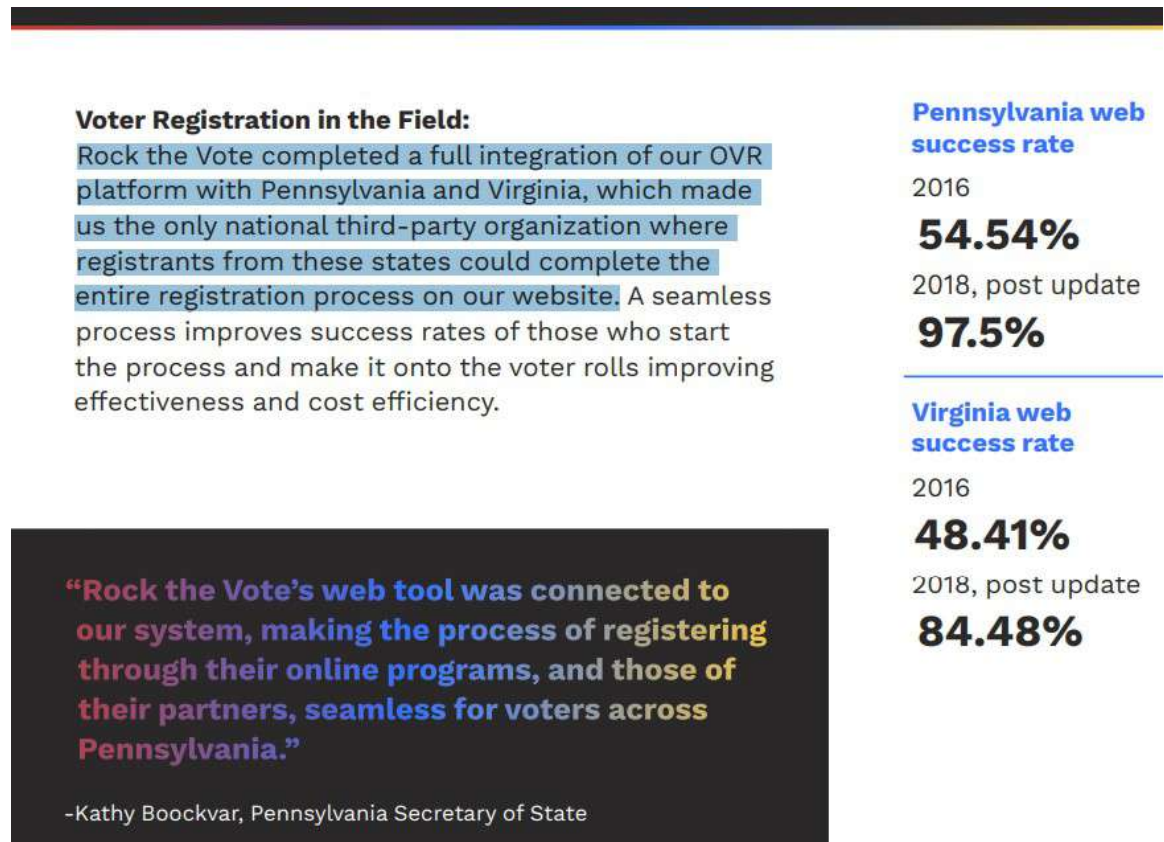 Voter Registration in the Field:
Rock the Vote completed a full integration of our OVR
platform with Pennsylvania and Virginia, which made
us the only national third-party organization where
registrants from these states could complete the
entire registration process on our website. A seamless
process improves success rates of those who start
the process and make it onto the voter rolls improving
effectiveness and cost efficiency.
“Rock the Vote’s web tool was connected to
our system, making the process of registering
through their online programs, and those of
their partners, seamless for voters across
Pennsylvania.”
-Kathy Boockvar, Pennsylvania Secretary of State
Pennsylvania web
success rate
2016
54.54%
2018, post update
97.5%
Virginia web
success rate
2016
48.41%
2018, post update
84.48%